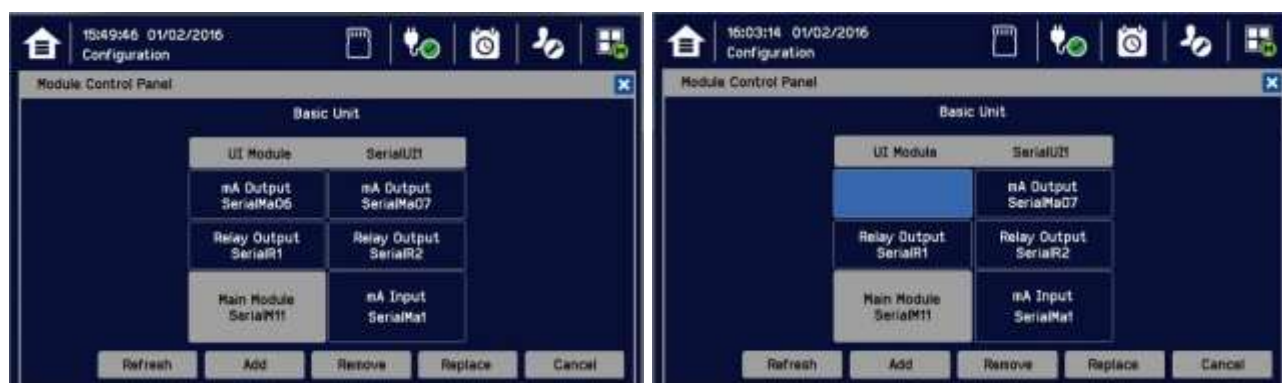 15:49:46 01/02/2016
Configuration
Module Control Panel
Basic Unit
UI Module SerialUI1
mA Output mA Output
SerialMaO6 SerialMaO7
Relay Output Relay Output
SerialR1 SerialR2
Main Module mA Input
SerialM11 SerialMa1
Refresh Add Remove Replace Cancel
16:03:14 01/02/2016
Configuration
Module Control Panel
Basic Unit
UI Module SerialUI1
mA Output
SerialMaO7
Relay Output Relay Output
SerialR1 SerialR2
Main Module mA Input
SerialM11 SerialMa1
Refresh Add Remove Replace Cancel